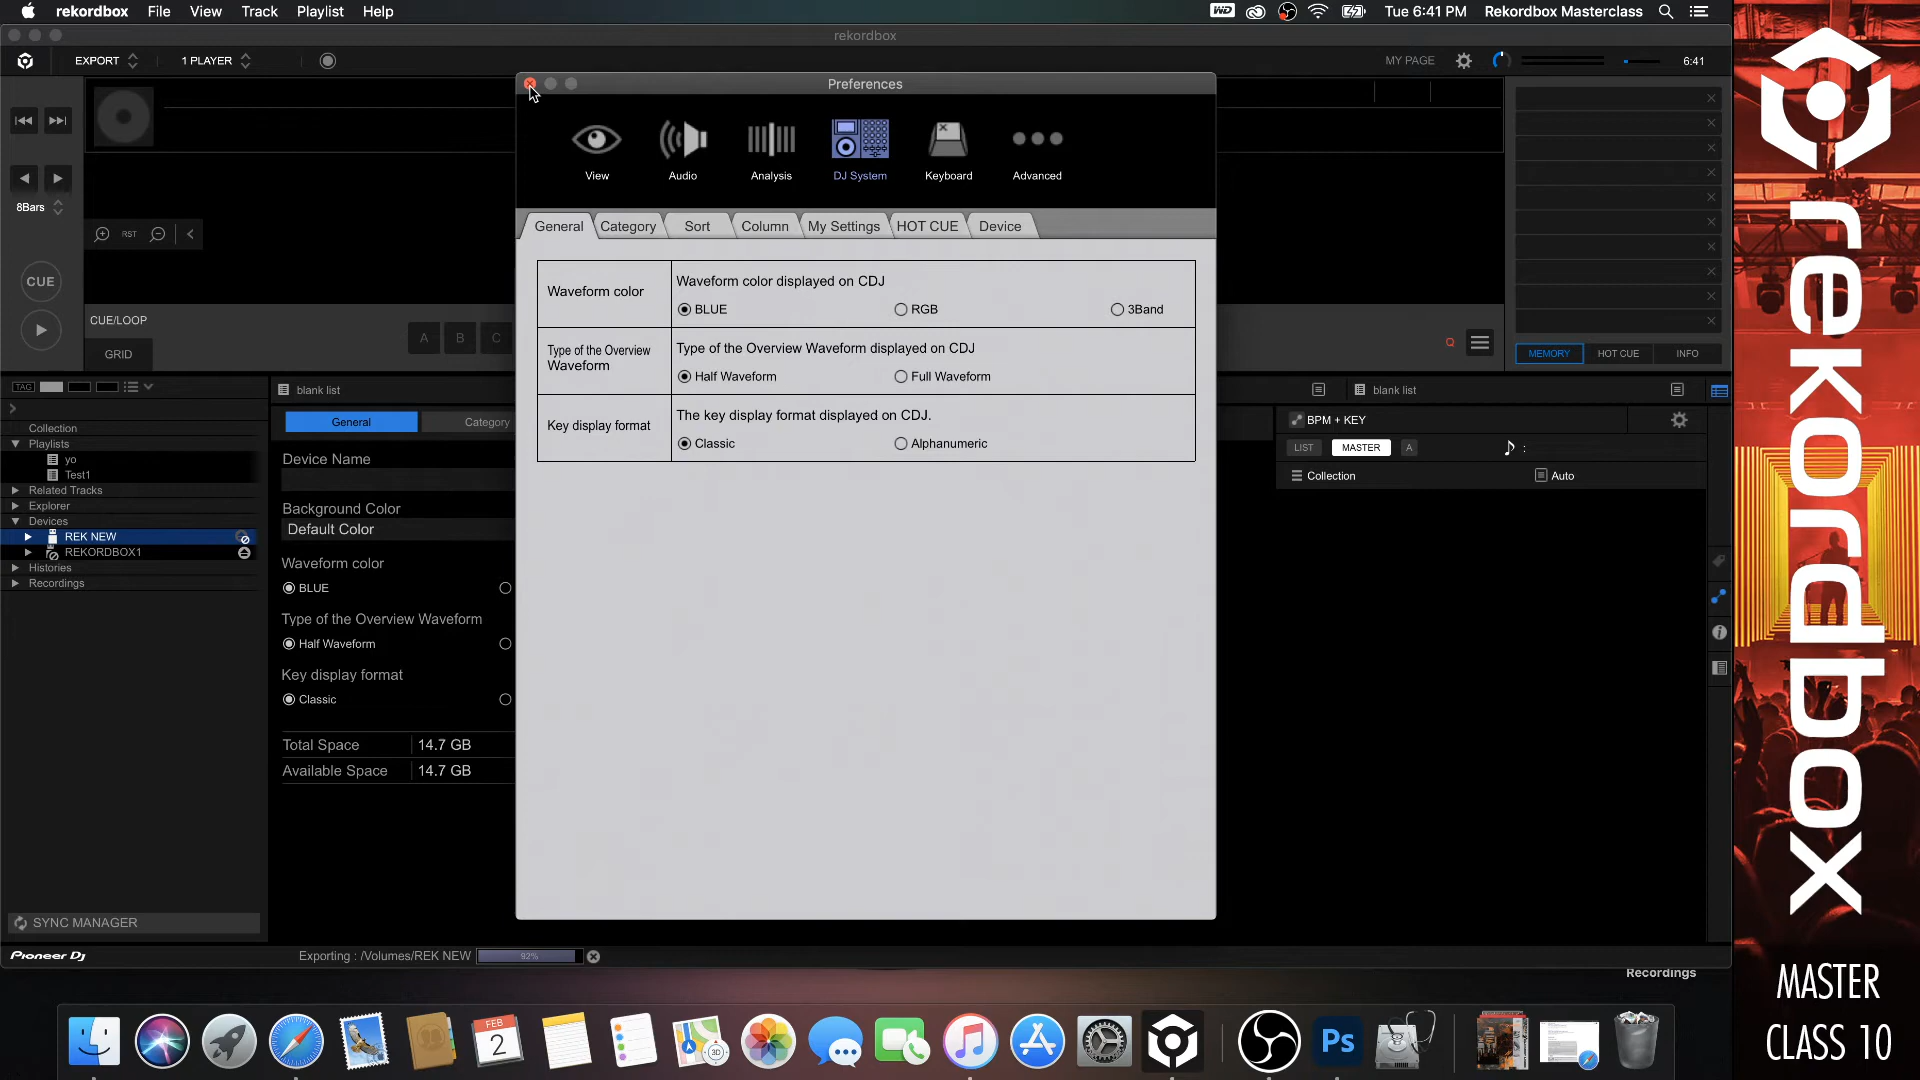 rekordbox File View Track Playlist Help
WD Tue 6:41 PM Rekordbox Masterclass
rekordbox
EXPORT 1 PLAYER
MY PAGE 6:41
Preferences
View Audio Analysis DJ System Keyboard Advanced
General Category Sort Column My Settings HOT CUE Device
Waveform color
Waveform color displayed on CDJ
BLUE RGB 3Band
Type of the Overview Waveform
Type of the Overview Waveform displayed on CDJ
Half Waveform Full Waveform
Key display format
The key display format displayed on CDJ.
Classic Alphanumeric
8Bars
RST
CUE
CUE/LOOP
GRID
A B C
Q
MEMORY HOT CUE INFO
TAG
blank list
blank list
General Category
Collection
Playlists
yo
Test1
Related Tracks
Explorer
Devices
REK NEW
REKORDBOX1
Histories
Recordings
Device Name
Background Color
Default Color
Waveform color
BLUE
Type of the Overview Waveform
Half Waveform
Key display format
Classic
Total Space 14.7 GB
Available Space 14.7 GB
BPM + KEY
LIST MASTER A :
Collection Auto
SYNC MANAGER
Pioneer Dj
Exporting : /Volumes/REK NEW 92%
Recordings
FEB
2
3D
Ps
rekordbox
MASTER
CLASS 10